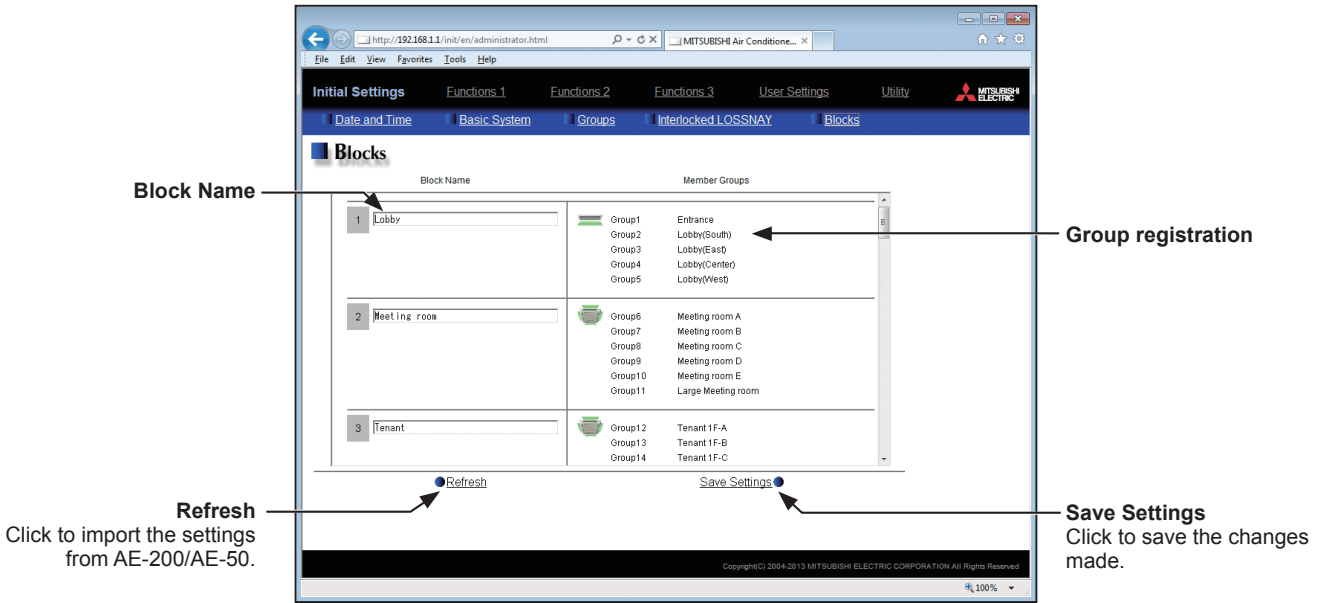 http://192.168.1.1/init/en/administrator.html
MITSUBISHI Air Conditione...
File Edit View Favorites Tools Help
Initial Settings Functions 1 Functions 2 Functions 3 User Settings Utility MITSUBISHI ELECTRIC
Date and Time Basic System Groups Interlocked LOSSNAY Blocks
Blocks
Block Name Member Groups
Block Name
1 Lobby Group1 Entrance
Group2 Lobby(South)
Group registration
Group3 Lobby(East)
Group4 Lobby(Center)
Group5 Lobby(West)
2 Meeting room Group6 Meeting room A
Group7 Meeting room B
Group8 Meeting room C
Group9 Meeting room D
Group10 Meeting room E
Group11 Large Meeting room
3 Tenant Group12 Tenant 1F-A
Group13 Tenant 1F-B
Group14 Tenant 1F-C
Refresh Save Settings
Refresh
Click to import the settings
from AE-200/AE-50.
Save Settings
Click to save the changes
made.
Copyright(C) 2004-2013 MITSUBISHI ELECTRIC CORPORATION All Rights Reserved
100%